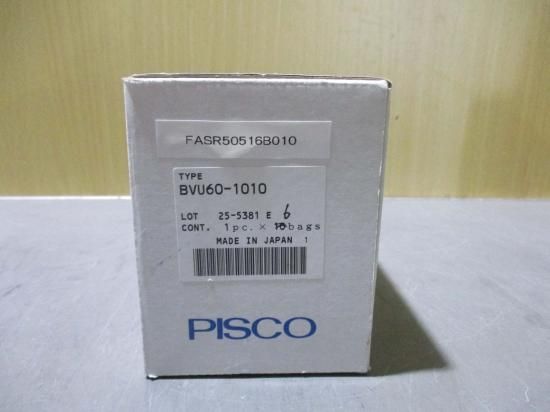 FASR50516B010
TYPE
BVU60-1010
LOT 25-5381 E
CONT. 1pc. × 10bags 6
MADE IN JAPAN 1
PISCO